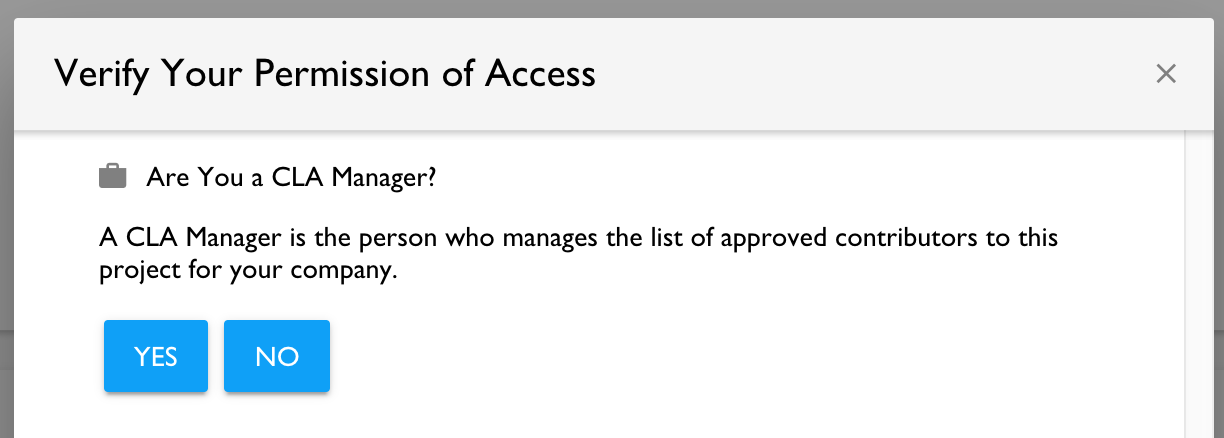 Verify Your Permission of Access
Are You a CLA Manager?
A CLA Manager is the person who manages the list of approved contributors to this
project for your company.
YES NO